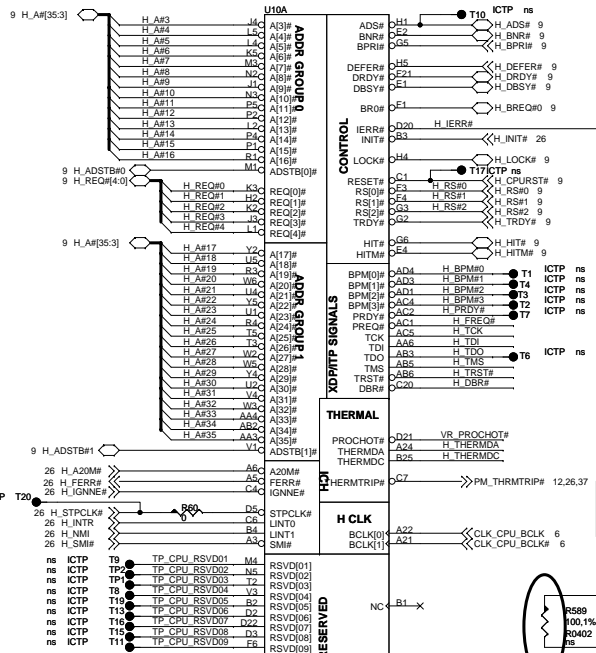 U10A
ICTP ns
T10
9 H_A#[35:3]
H_A#3 J4 A[3]#
H_A#4 L5 A[4]#
H_A#5 L4 A[5]#
H_A#6 K5 A[6]#
H_A#7 M3 A[7]#
H_A#8 N2 A[8]#
H_A#9 J1 A[9]#
H_A#10 N3 A[10]#
H_A#11 P5 A[11]#
H_A#12 P2 A[12]#
H_A#13 L2 A[13]#
H_A#14 P4 A[14]#
H_A#15 P1 A[15]#
H_A#16 R1 A[16]#
9 H_ADSTB#0 M1 ADSTB[0]#
9 H_REQ#[4:0]
H_REQ#0 K3 REQ[0]#
H_REQ#1 H2 REQ[1]#
H_REQ#2 K2 REQ[2]#
H_REQ#3 J3 REQ[3]#
H_REQ#4 L1 REQ[4]#
ADDR GROUP 0
9 H_A#[35:3]
H_A#17 Y2 A[17]#
H_A#18 U5 A[18]#
H_A#19 R3 A[19]#
H_A#20 W6 A[20]#
H_A#21 U4 A[21]#
H_A#22 Y5 A[22]#
H_A#23 U1 A[23]#
H_A#24 R4 A[24]#
H_A#25 T5 A[25]#
H_A#26 T3 A[26]#
H_A#27 W2 A[27]#
H_A#28 W5 A[28]#
H_A#29 Y4 A[29]#
H_A#30 U2 A[30]#
H_A#31 V4 A[31]#
H_A#32 W3 A[32]#
H_A#33 AA4 A[33]#
H_A#34 AB2 A[34]#
H_A#35 AA3 A[35]#
9 H_ADSTB#1 V1 ADSTB[1]#
ADDR GROUP 1
26 H_A20M# A6 A20M#
26 H_FERR# A5 FERR#
26 H_IGNNE# C4 IGNNE#
ICH
T20
26 H_STPCLK# R60 0 D5 STPCLK#
26 H_INTR C6 LINT0
26 H_NMI B4 LINT1
26 H_SMI# A3 SMI#
ns ICTP T9 TP_CPU_RSVD01 M4 RSVD[01]
ns ICTP TP2 TP_CPU_RSVD02 N5 RSVD[02]
ns ICTP TP1 TP_CPU_RSVD03 T2 RSVD[03]
ns ICTP T8 TP_CPU_RSVD04 V3 RSVD[04]
ns ICTP T19 TP_CPU_RSVD05 B2 RSVD[05]
ns ICTP T13 TP_CPU_RSVD06 D2 RSVD[06]
ns ICTP T16 TP_CPU_RSVD07 D22 RSVD[07]
ns ICTP T15 TP_CPU_RSVD08 D3 RSVD[08]
ns ICTP T11 TP_CPU_RSVD09 F6 RSVD[09]
ADS# H1 H_ADS# 9
BNR# E2 H_BNR# 9
BPRI# G5 H_BPRI# 9
DEFER# H5 H_DEFER# 9
DRDY# F21 H_DRDY# 9
DBSY# E1 H_DBSY# 9
BR0# F1 H_BREQ#0 9
IERR# D20 H_IERR#
INIT# B3 H_INIT# 26
LOCK# H4 H_LOCK# 9
T17 ICTP ns
RESET# C1 H_CPURST# 9
RS[0]# F3 H_RS#0 H_RS#0 9
RS[1]# F4 H_RS#1 H_RS#1 9
RS[2]# G3 H_RS#2 H_RS#2 9
TRDY# G2 H_TRDY# 9
HIT# G6 H_HIT# 9
HITM# E4 H_HITM# 9
CONTROL
BPM[0]# AD4 H_BPM#0 T1 ICTP ns
BPM[1]# AD3 H_BPM#1 T4 ICTP ns
BPM[2]# AD1 H_BPM#2 T3 ICTP ns
BPM[3]# AC4 H_BPM#3 T2 ICTP ns
PRDY# AC2 H_PRDY# T7 ICTP ns
PREQ# AC1 H_FREQ#
TCK AC5 H_TCK
TDI AA6 H_TDI
TDO AB3 H_TDO T6 ICTP ns
TMS AB5 H_TMS
TRST# AB6 H_TRST#
DBR# C20 H_DBR#
XDP/ITP SIGNALS
THERMAL
PROCHOT# D21 VR_PROCHOT#
THERMDA A24 H_THERMDA
THERMDC B25 H_THERMDC
THERMTRIP# C7 PM_THRMTRIP# 12,26,37
H CLK
BCLK[0] A22 CLK_CPU_BCLK 6
BCLK[1] A21 CLK_CPU_BCLK# 6
NC B1
R589
100,1%
R0402
ns